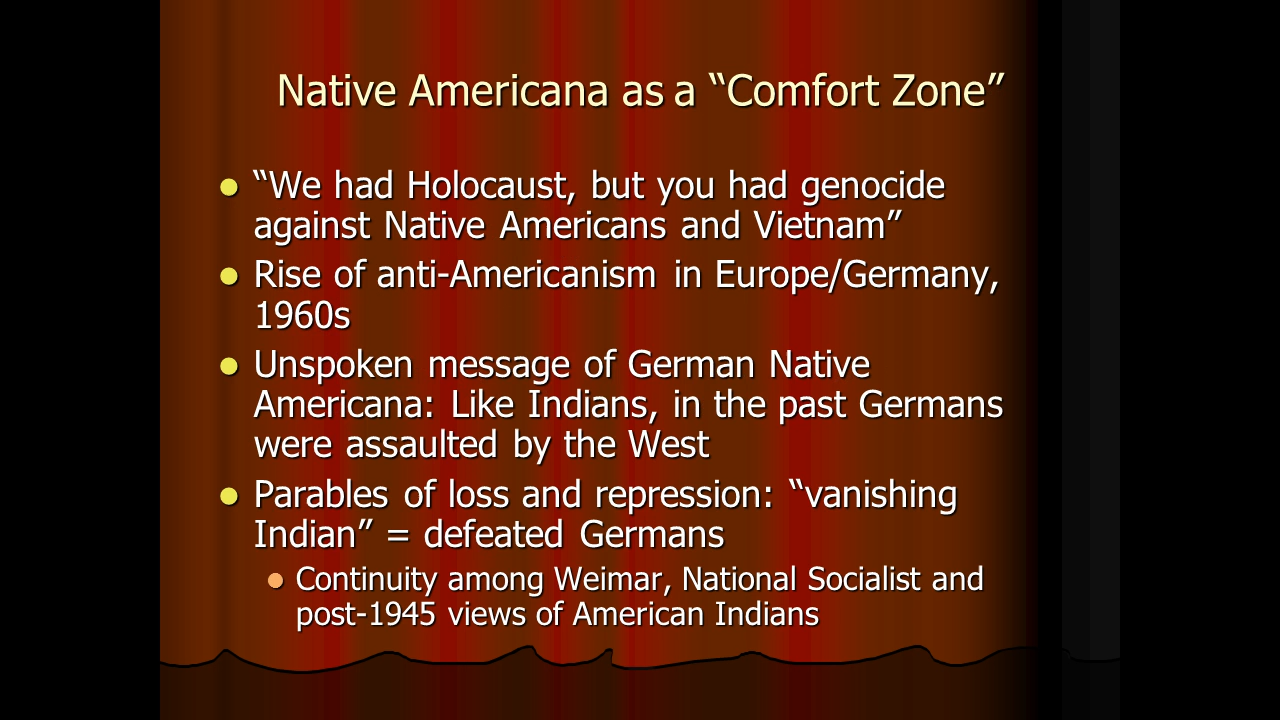 Native Americana as a “Comfort Zone”
“We had Holocaust, but you had genocide
against Native Americans and Vietnam”
Rise of anti-Americanism in Europe/Germany,
1960s
Unspoken message of German Native
Americana: Like Indians, in the past Germans
were assaulted by the West
Parables of loss and repression: “vanishing
Indian” = defeated Germans
Continuity among Weimar, National Socialist and
post-1945 views of American Indians